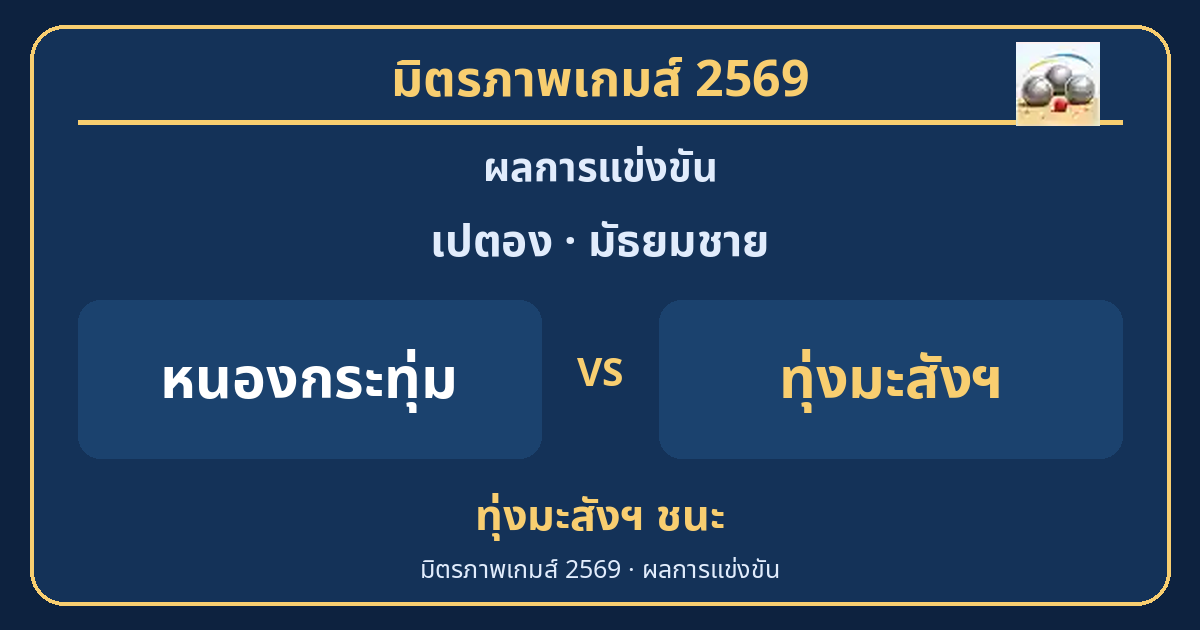 มิตรภาพเกมส์ 2569
ผลการแข่งขัน
เปตอง · มัธยมชาย
หนองกระทุ่ม
VS
ทุ่งมะสังฯ
ทุ่งมะสังฯ ชนะ
มิตรภาพเกมส์ 2569 · ผลการแข่งขัน